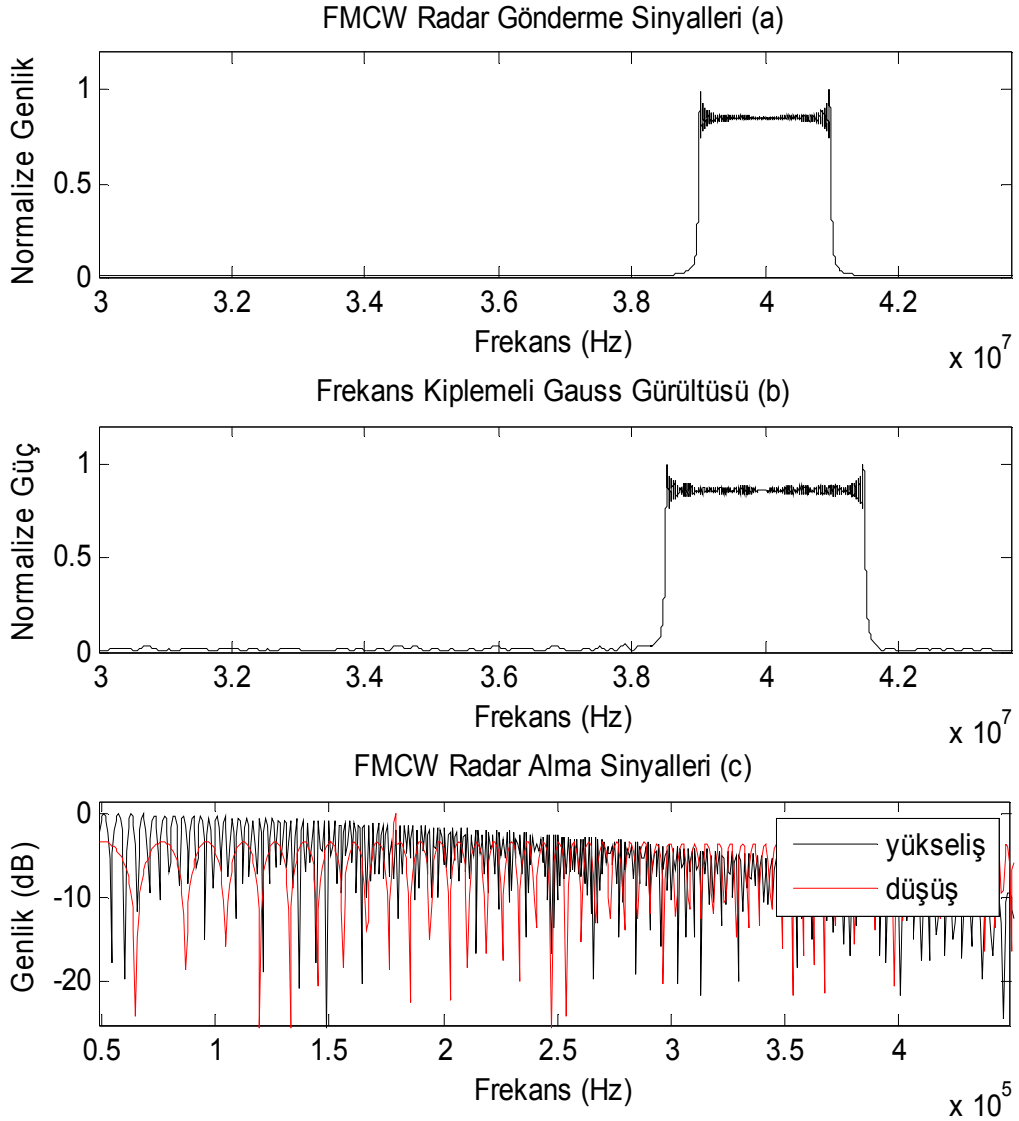 FMCW Radar Gönderme Sinyalleri (a)
Normalize Genlik
1
0.5
0
3 3.2 3.4 3.6 3.8 4 4.2
Frekans (Hz)
x 10^7
Frekans Kiplemeli Gauss Gürültüsü (b)
Normalize Güç
1
0.5
0
3 3.2 3.4 3.6 3.8 4 4.2
Frekans (Hz)
x 10^7
FMCW Radar Alma Sinyalleri (c)
Genlik (dB)
0
-10
-20
yükseliş
düşüş
0.5 1 1.5 2 2.5 3 3.5 4
Frekans (Hz)
x 10^5